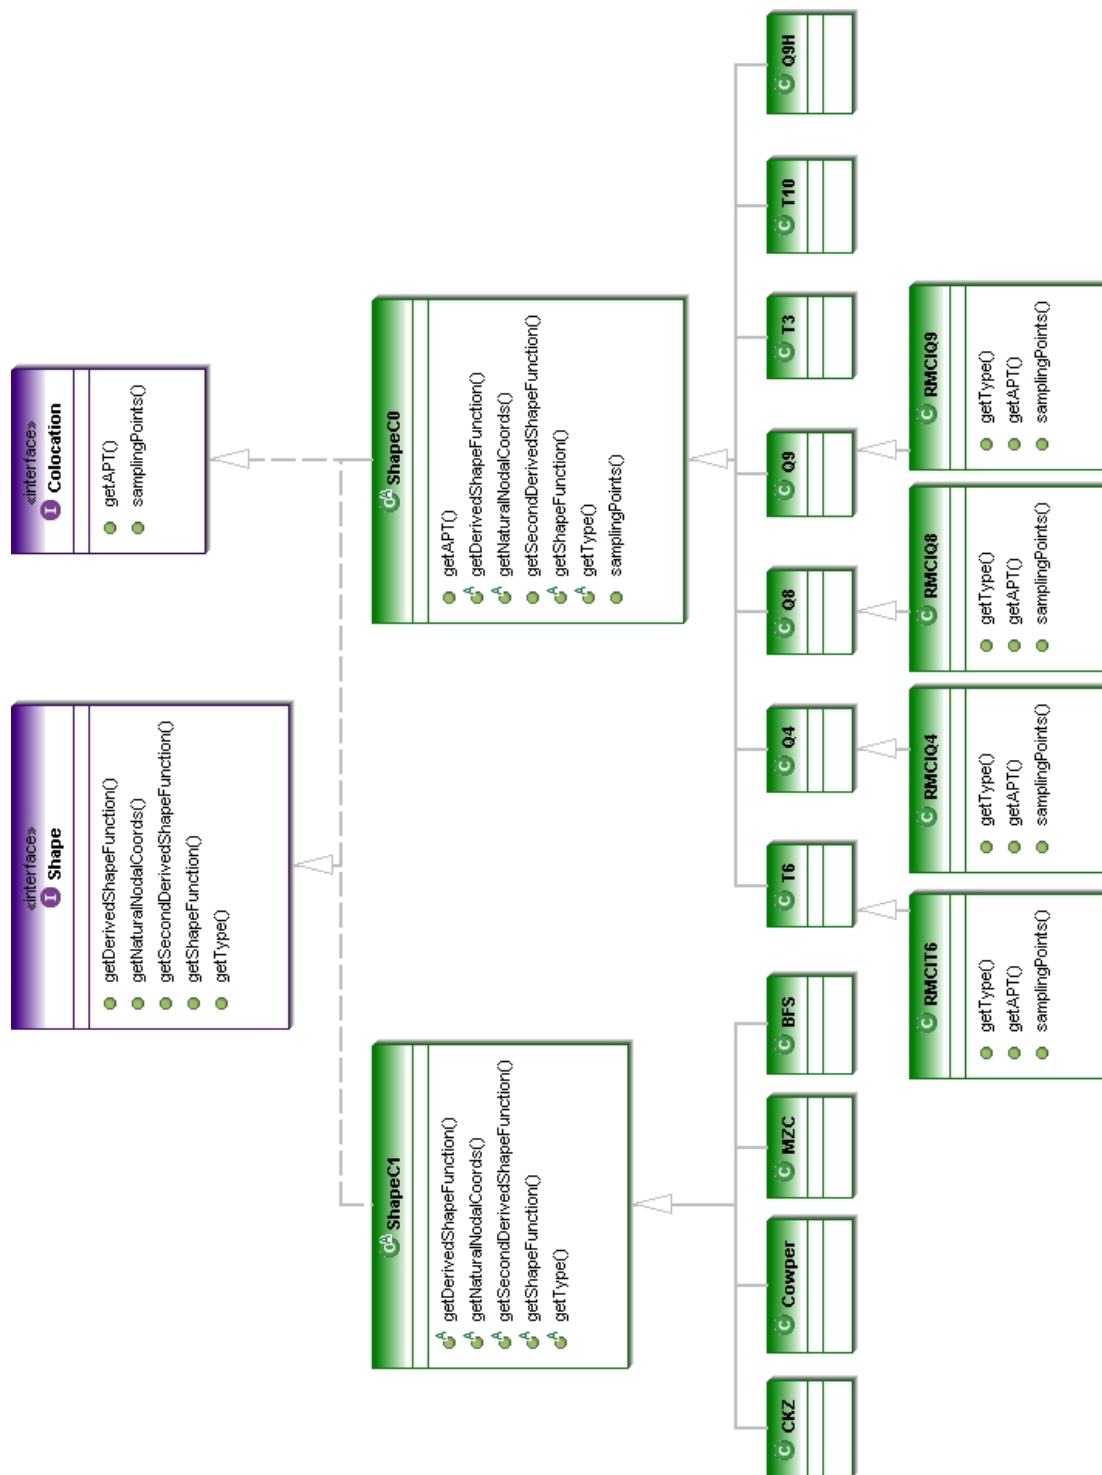 «interface»
I Shape
getDerivedShapeFunction()
getNaturalNodalCoords()
getSecondDerivedShapeFunction()
getShapeFunction()
getType()
«interface»
I Colocation
getAPT()
samplingPoints()
C ShapeC1
A getDerivedShapeFunction()
A getNaturalNodalCoords()
A getSecondDerivedShapeFunction()
A getShapeFunction()
A getType()
C ShapeC0
getAPT()
A getDerivedShapeFunction()
A getNaturalNodalCoords()
getSecondDerivedShapeFunction()
A getShapeFunction()
A getType()
samplingPoints()
C CKZ
C Cowper
C MZC
C BFS
C T6
C Q4
C Q8
C Q9
C T3
C T10
C Q9H
C RMCIT6
getType()
getAPT()
samplingPoints()
C RMCIQ4
getType()
getAPT()
samplingPoints()
C RMCIQ8
getType()
getAPT()
samplingPoints()
C RMCIQ9
getType()
getAPT()
samplingPoints()